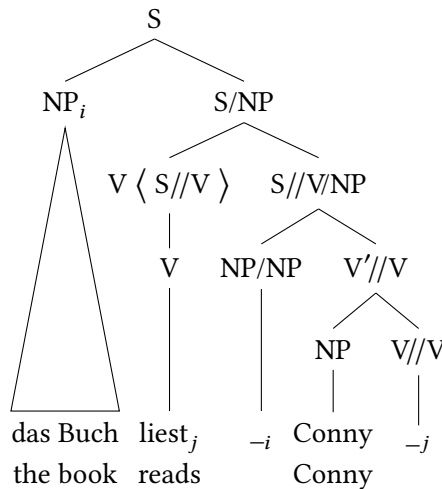 S
NP_i S/NP
V ⟨ S//V ⟩ S//V/NP
V NP/NP V′//V
NP V//V
das Buch liest_j −_i Conny −_j
the book reads Conny